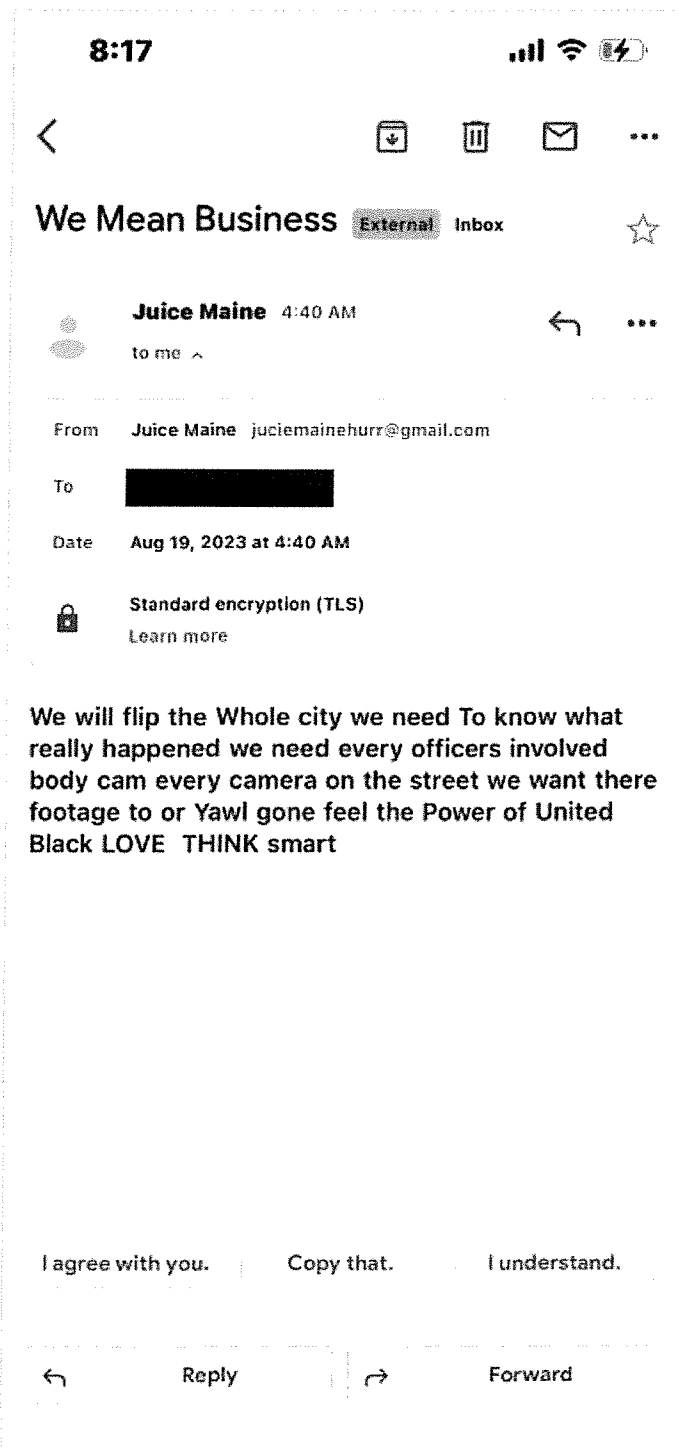 8:17
We Mean Business External Inbox
Juice Maine 4:40 AM
to me
From Juice Maine juciemainehurr@gmail.com
To
Date Aug 19, 2023 at 4:40 AM
Standard encryption (TLS)
Learn more
We will flip the Whole city we need To know what
really happened we need every officers involved
body cam every camera on the street we want there
footage to or Yawl gone feel the Power of United
Black LOVE THINK smart
I agree with you. Copy that. I understand.
Reply Forward